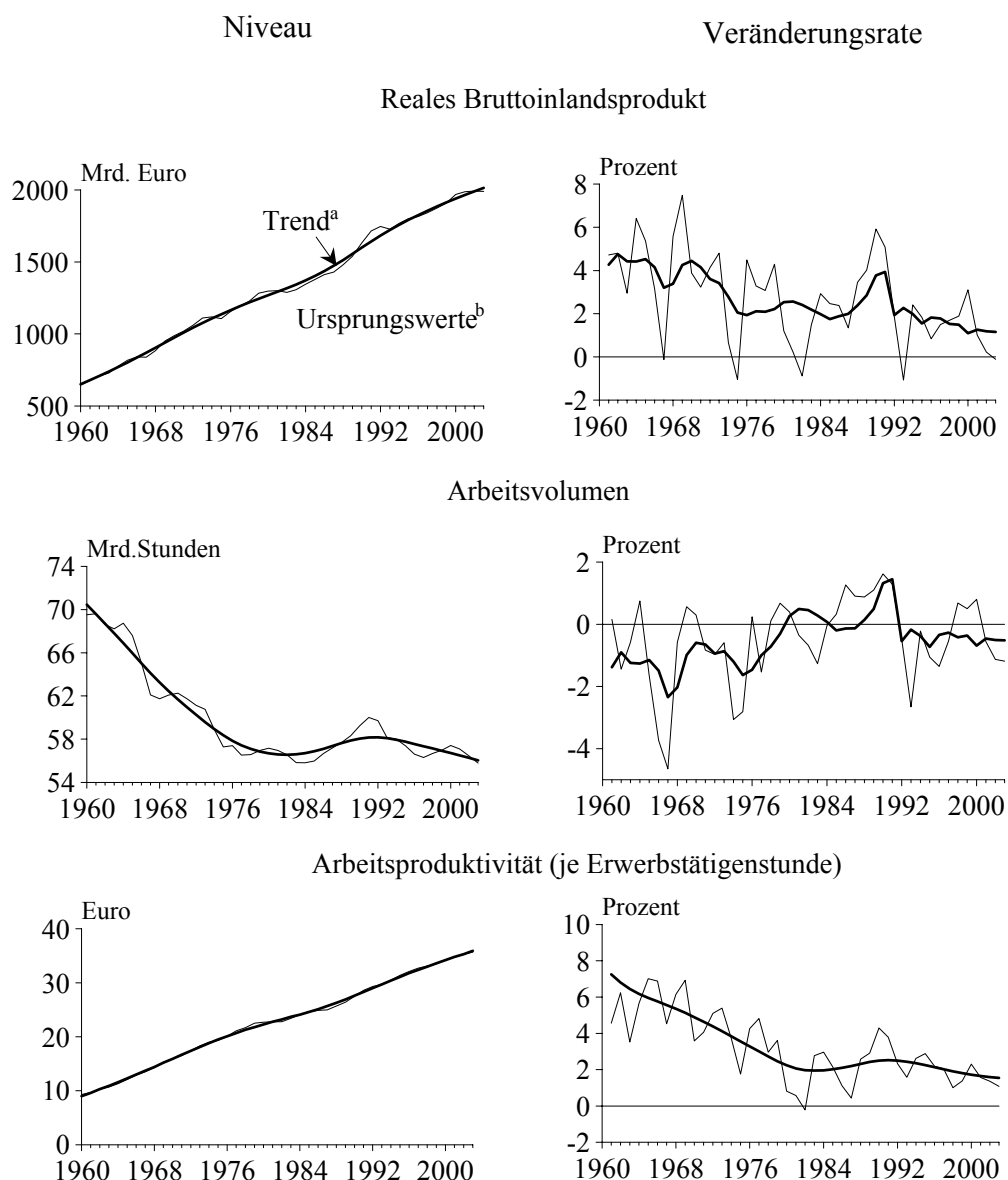 Niveau
Veränderungsrate
Reales Bruttoinlandsprodukt
Mrd. Euro
2000
1500
1000
500
Trendᵃ
Ursprungswerteᵇ
1960 1968 1976 1984 1992 2000
Prozent
8
6
4
2
0
-2
1960 1968 1976 1984 1992 2000
Arbeitsvolumen
Mrd.Stunden
74
70
66
62
58
54
1960 1968 1976 1984 1992 2000
Prozent
2
0
-2
-4
1960 1968 1976 1984 1992 2000
Arbeitsproduktivität (je Erwerbstätigenstunde)
Euro
40
30
20
10
0
1960 1968 1976 1984 1992 2000
Prozent
10
8
6
4
2
0
-2
1960 1968 1976 1984 1992 2000